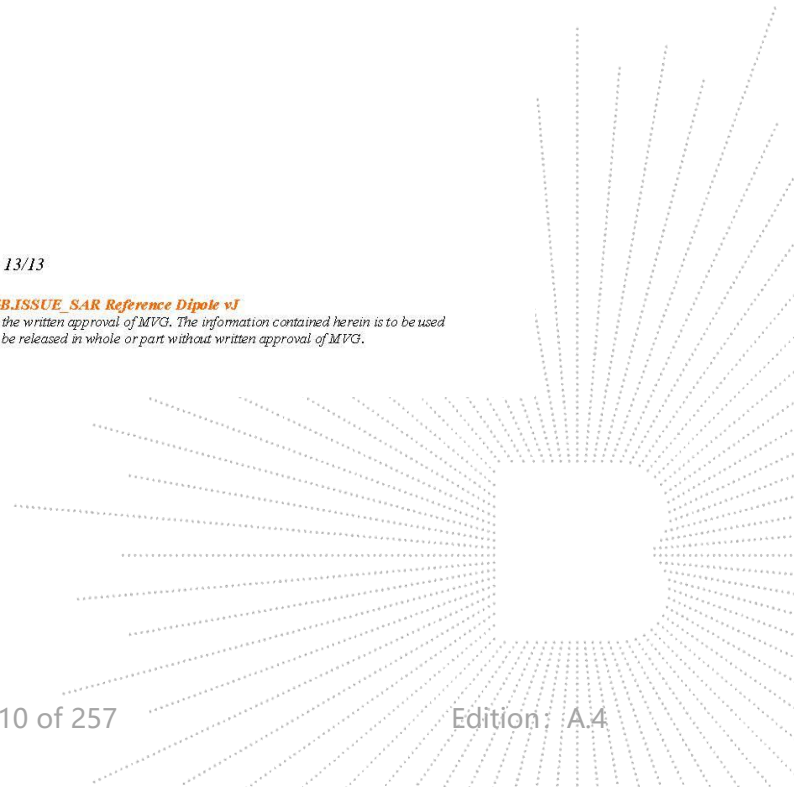 13/13
B.ISSUE_SAR Reference Dipole vJ
the written approval of MVG. The information contained herein is to be used
be released in whole or part without written approval of MVG.
10 of 257 Edition：A.4